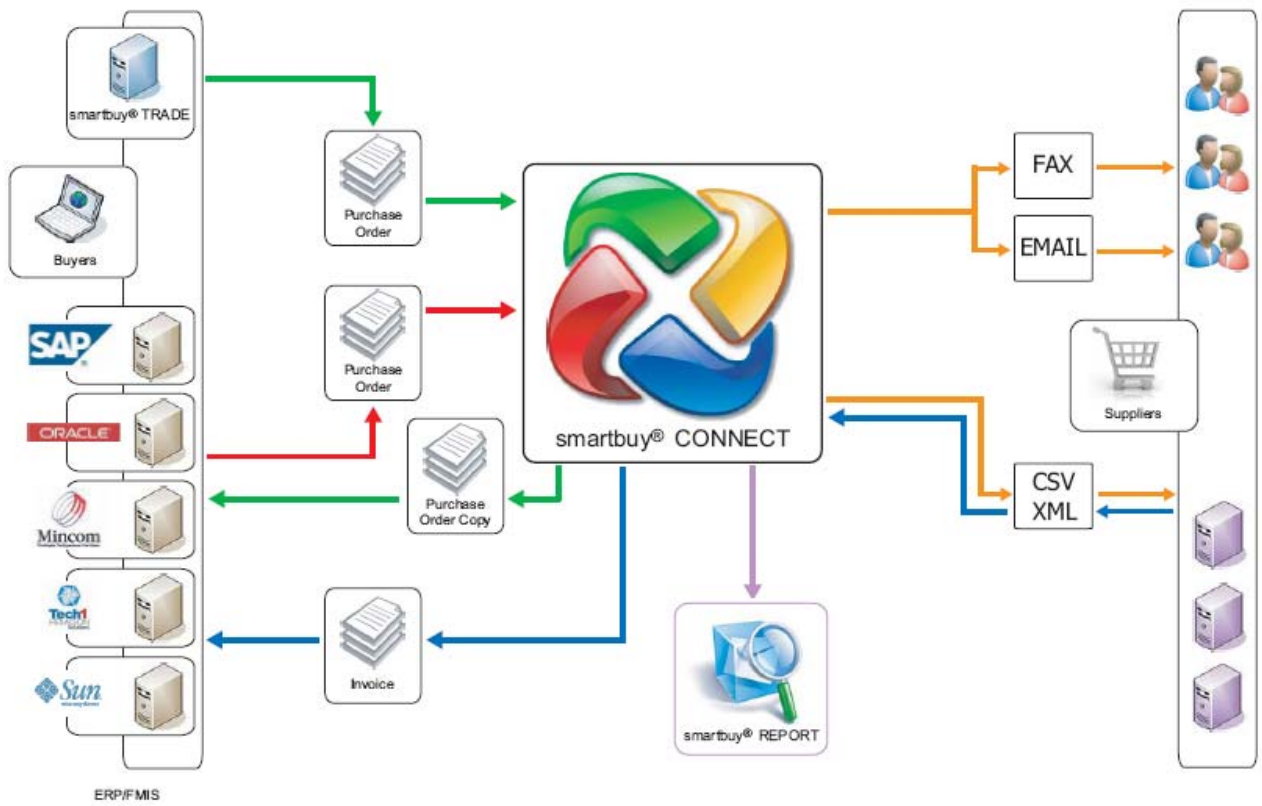 smartbuy® TRADE
Buyers
SAP®
ORACLE
Mincom
Tech1
Sun
ERP/FMIS
Purchase
Order
Purchase
Order
Purchase
Order Copy
Invoice
smartbuy® CONNECT
smartbuy® REPORT
FAX
EMAIL
Suppliers
CSV
XML